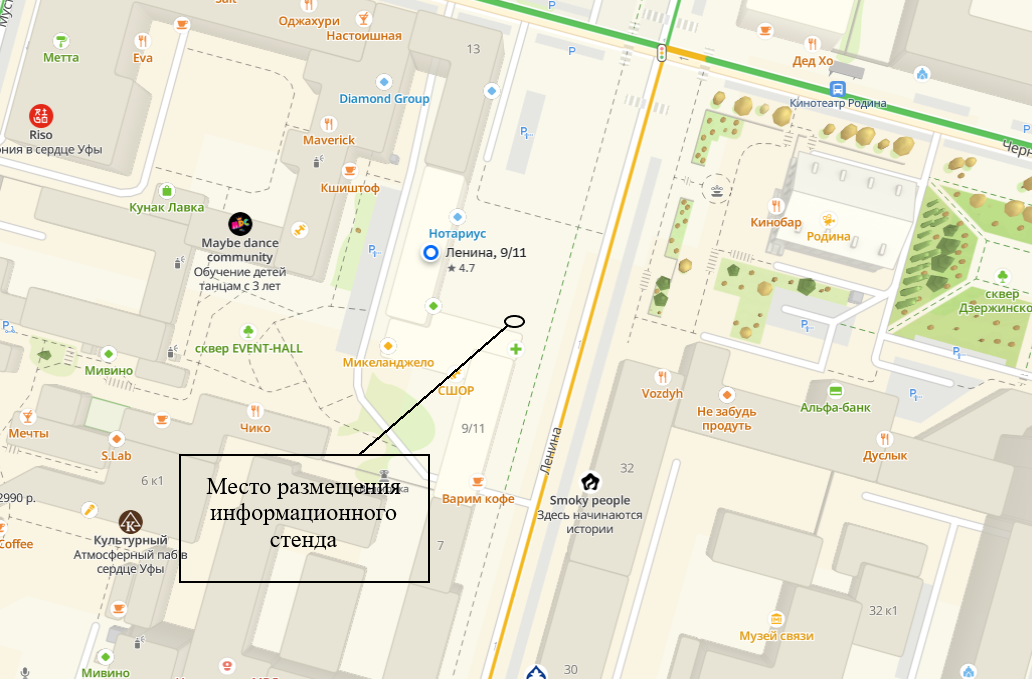 Salt
Оджахури
Настоишная
13
P
P
Метта
Eva
Diamond Group
Дед Хо
Кинотеатр Родина
Riso
ония в сердце Уфы
Maverick
P
Черн
Кшиштоф
Кунак Лавка
Maybe dance
community
Обучение детей
танцам с 3 лет
Нотариус
Ленина, 9/11
4.7
P
Кинобар
Родина
сквер
Дзержинско
P
сквер EVENT-HALL
Микеланджело
СШОР
P
P
Мивино
Vozdyh
Не забудь
продуть
Альфа-банк
P
Мечты
Чико
9/11
Ленина
S.Lab
Дуслык
6 к1
32
2990 р.
Место размещения
информационного
стенда
Варим кофе
Smoky people
Здесь начинаются
истории
Coffee
Культурный
Атмосферный паб в
сердце Уфы
7
32 к1
Музей связи
Мивино
30